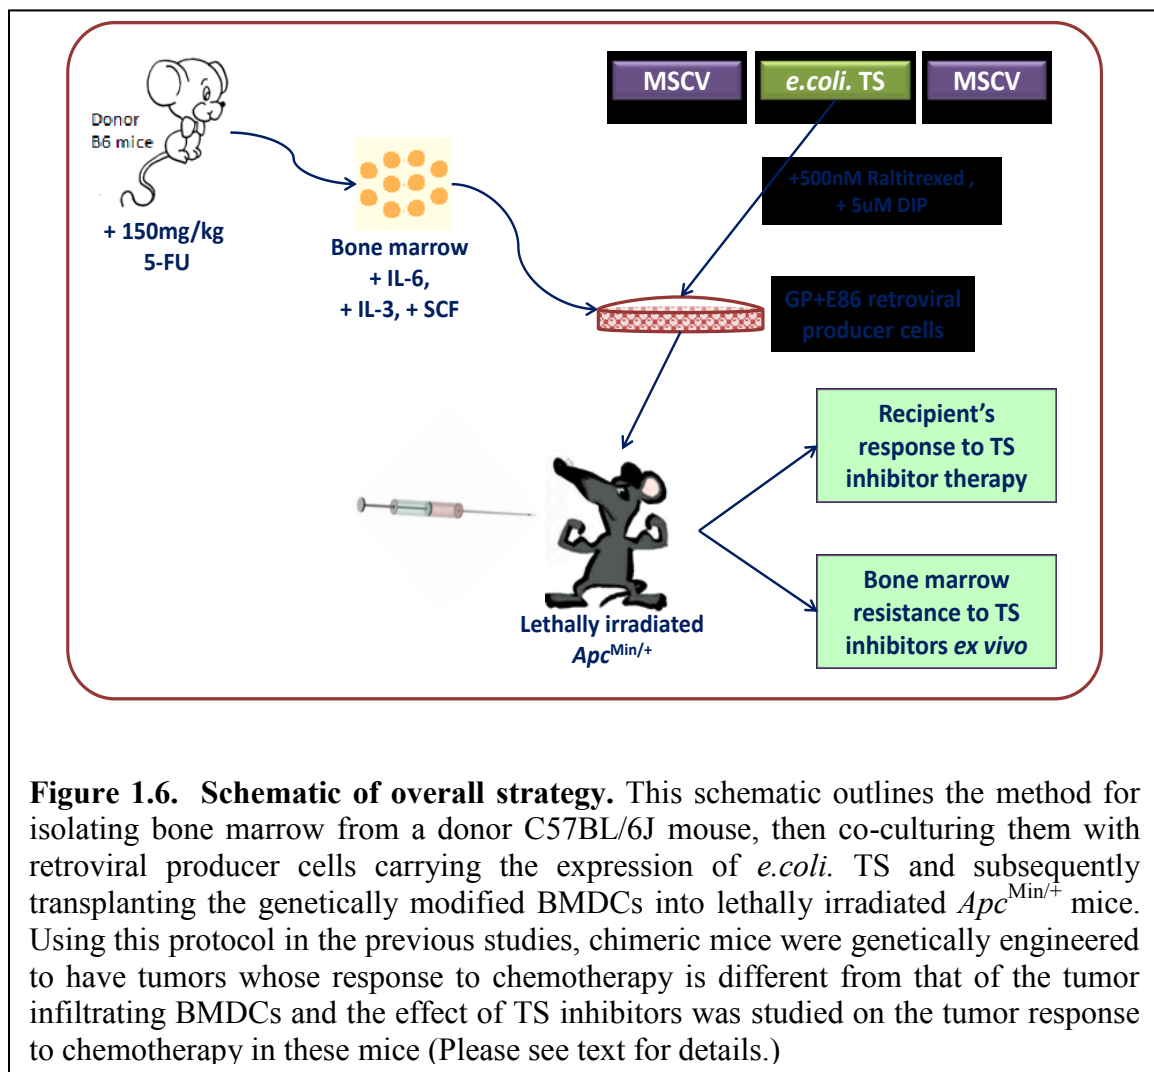 MSCV e.coli. TS MSCV
Donor
B6 mice
+500nM Raltitrexed ,
+ 5uM DIP
+ 150mg/kg
5-FU
Bone marrow
+ IL-6,
+ IL-3, + SCF
GP+E86 retroviral
producer cells
Recipient's
response to TS
inhibitor therapy
Lethally irradiated
Apc^Min/+
Bone marrow
resistance to TS
inhibitors ex vivo
Figure 1.6. Schematic of overall strategy. This schematic outlines the method for
isolating bone marrow from a donor C57BL/6J mouse, then co-culturing them with
retroviral producer cells carrying the expression of e.coli. TS and subsequently
transplanting the genetically modified BMDCs into lethally irradiated Apc^Min/+ mice.
Using this protocol in the previous studies, chimeric mice were genetically engineered
to have tumors whose response to chemotherapy is different from that of the tumor
infiltrating BMDCs and the effect of TS inhibitors was studied on the tumor response
to chemotherapy in these mice (Please see text for details.)